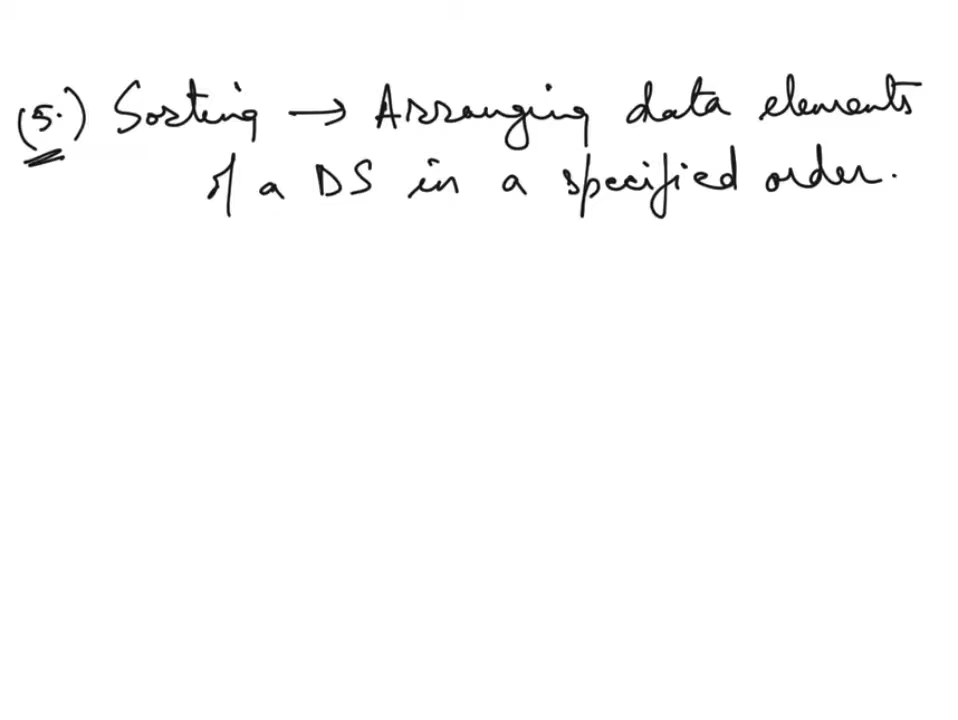 (5.) Sorting → Arranging data elements
of a DS in a specified order.